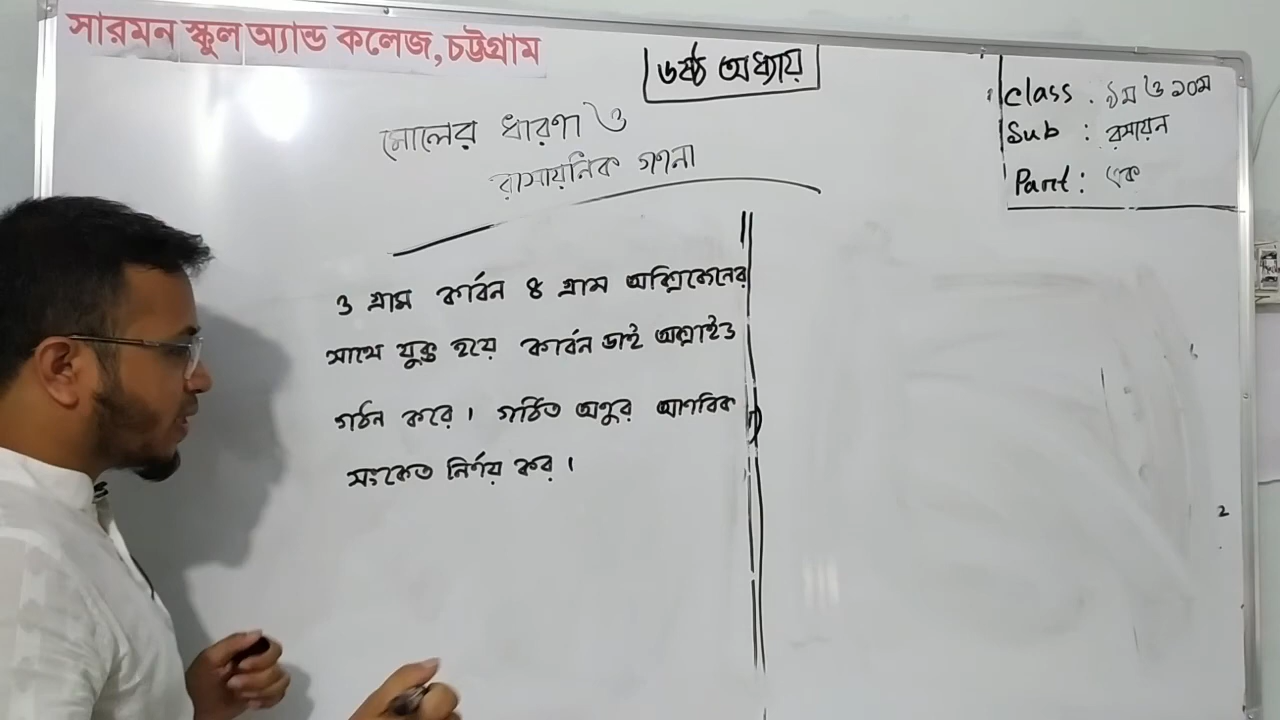 সারমন স্কুল অ্যান্ড কলেজ, চট্টগ্রাম
৬ষ্ঠ অধ্যায়
class . ৯ম ও ১০ম
Sub : রসায়ন
Part : এক
মোলের ধারণা ও
রাসায়নিক গণনা
৩ গ্রাম কার্বন ৪ গ্রাম অক্সিজেনের
সাথে যুক্ত হয়ে কার্বন ডাই অক্সাইড
গঠন করে। গঠিত অণুর আণবিক
সংকেত নির্ণয় কর।
2